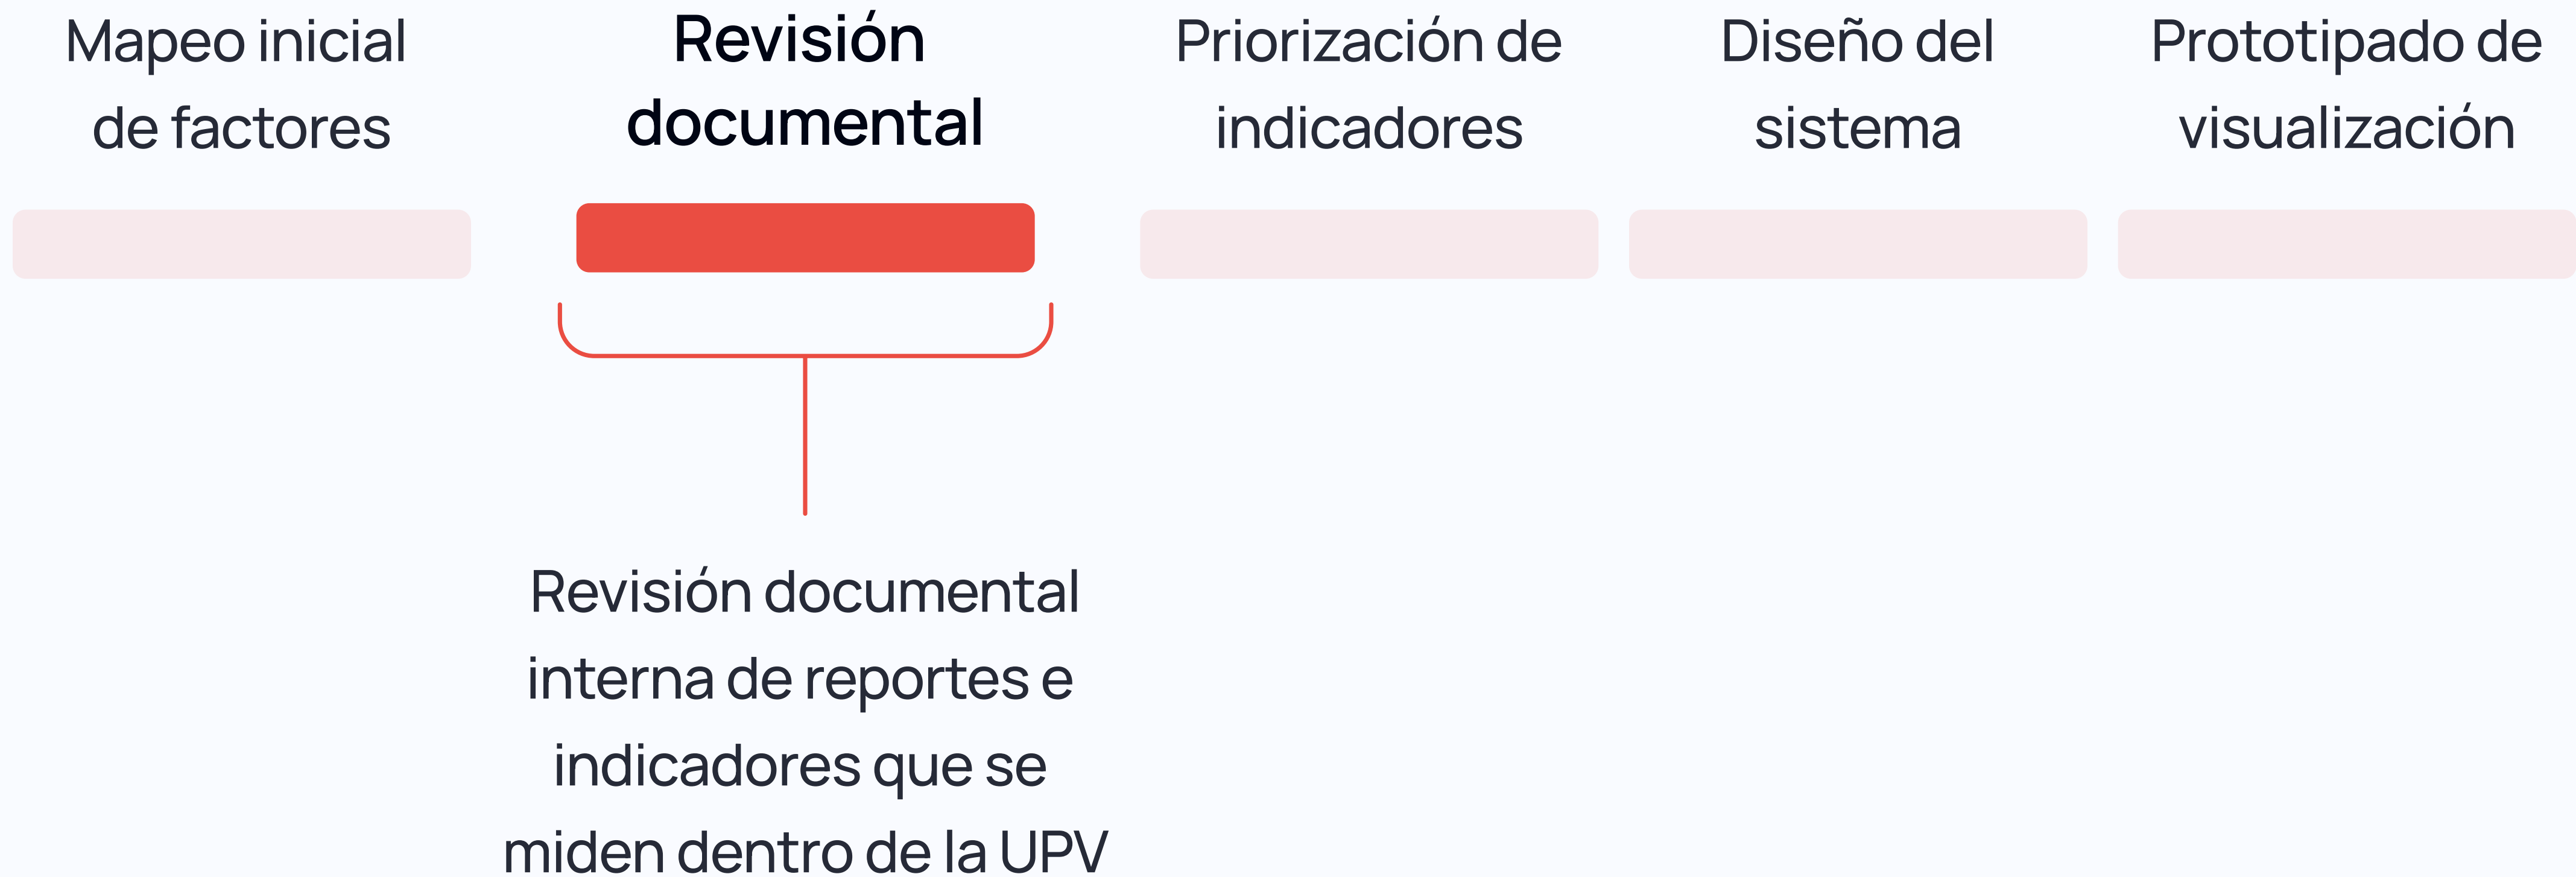 Mapeo inicial
de factores
Revisión
documental
Priorización de
indicadores
Diseño del
sistema
Prototipado de
visualización
Revisión documental
interna de reportes e
indicadores que se
miden dentro de la UPV